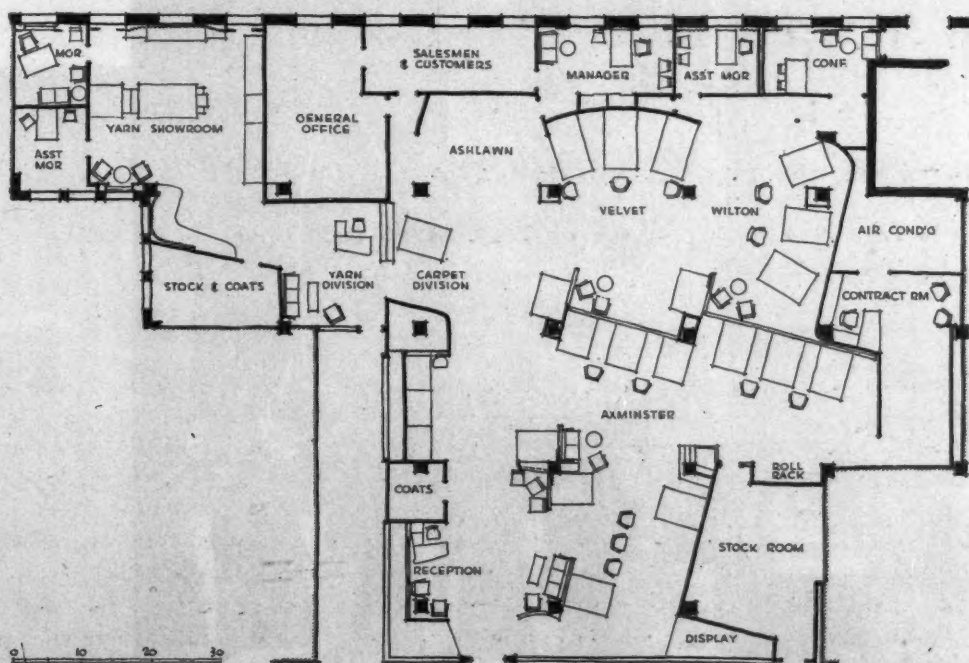 MGR
SALESMEN
& CUSTOMERS
MANAGER
ASST MGR
CONF.
YARN SHOWROOM
GENERAL
OFFICE
ASHLAWN
ASST
MGR
VELVET
WILTON
AIR COND'G
STOCK & COATS
YARN
DIVISION
CARPET
DIVISION
CONTRACT RM
AXMINSTER
ROLL
RACK
COATS
STOCK ROOM
RECEPTION
DISPLAY
0 10 20 30